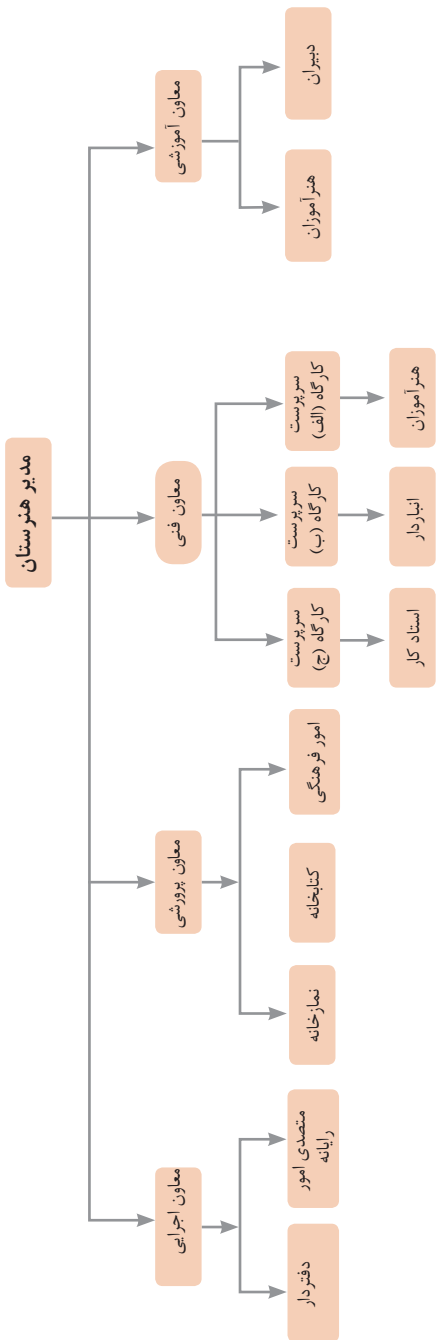 مدیر هنرستان
معاون آموزشی
معاون فنی
معاون پرورشی
معاون اجرایی
دبیران
هنرآموزان
سرپرست
کارگاه (الف)
سرپرست
کارگاه (ب)
سرپرست
کارگاه (ج)
امور فرهنگی
کتابخانه
نمازخانه
متصدی امور
رایانه
دفتردار
هنرآموزان
انباردار
استاد کار